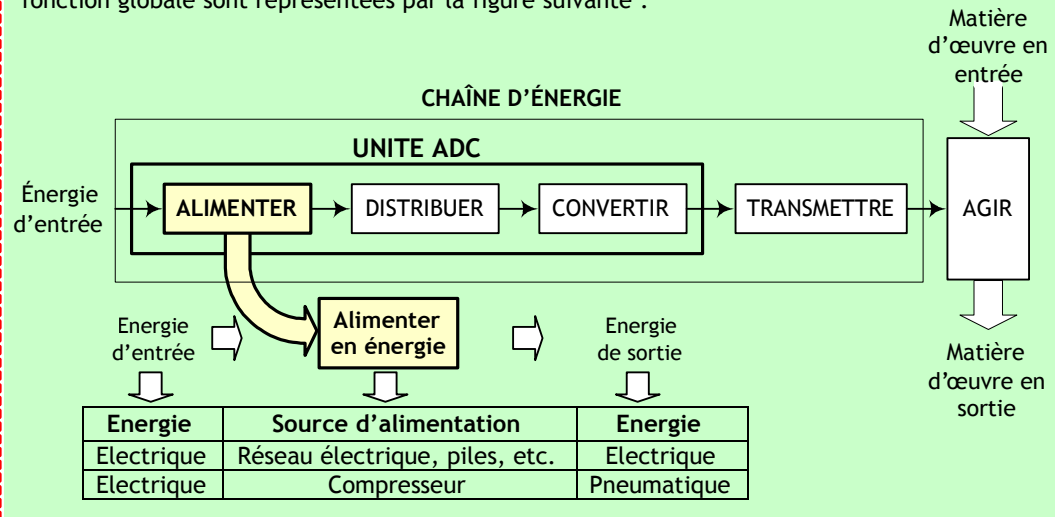 fonction globale sont représentées par la figure suivante :
Matière
d'œuvre en
entrée
CHAÎNE D'ÉNERGIE
UNITE ADC
Énergie
d'entrée
ALIMENTER
DISTRIBUER
CONVERTIR
TRANSMETTRE
AGIR
Energie
d'entrée
Alimenter
en énergie
Energie
de sortie
Matière
d'œuvre en
sortie
Energie Source d'alimentation Energie
Electrique Réseau électrique, piles, etc. Electrique
Electrique Compresseur Pneumatique